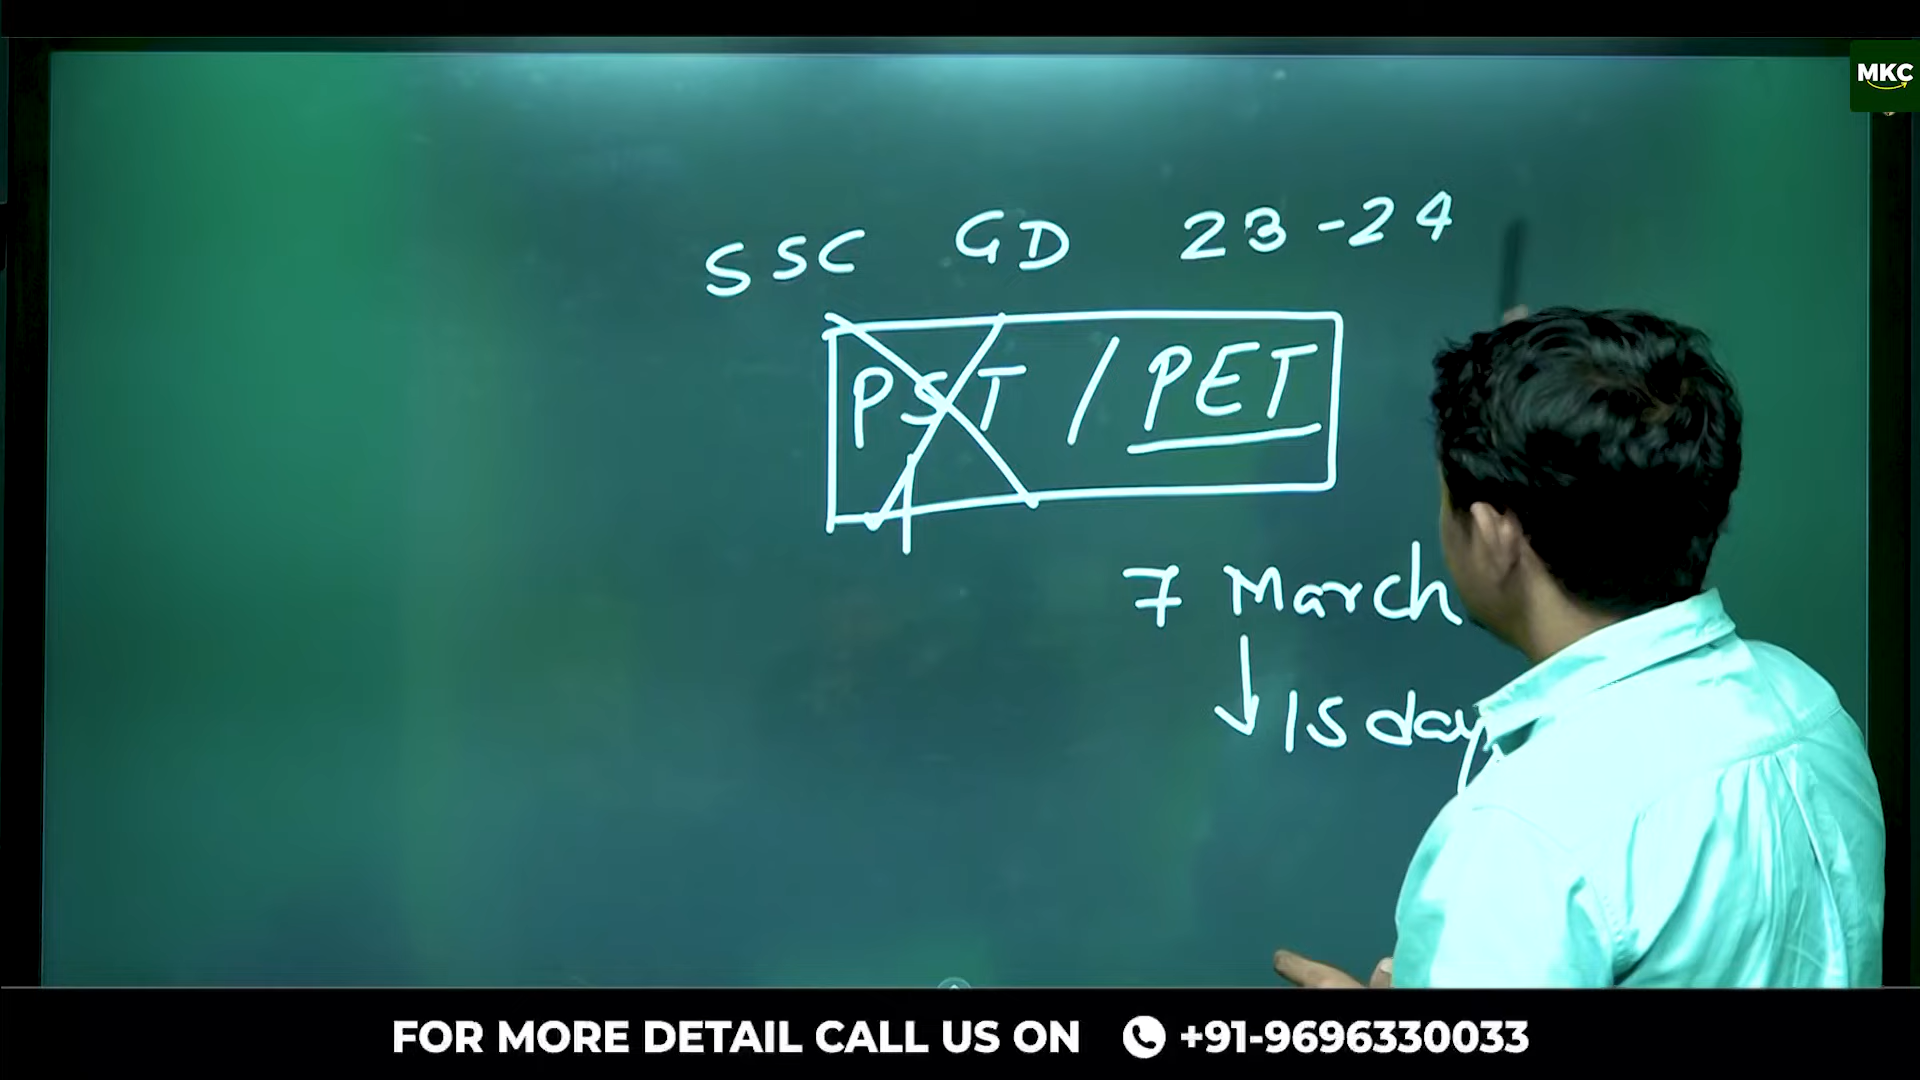 MKC
SSC GD 23-24
PST / PET
7 March
15 day
FOR MORE DETAIL CALL US ON +91-9696330033